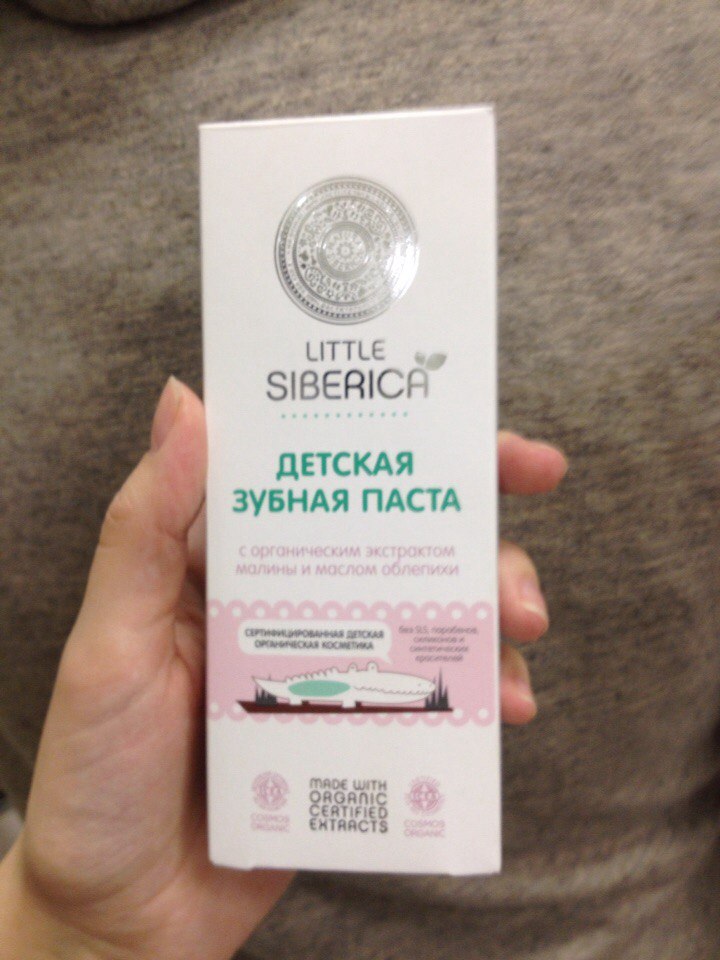 LITTLE
SIBERICA
ДЕТСКАЯ
ЗУБНАЯ ПАСТА
с органическим экстрактом
малины и маслом облепихи
СЕРТИФИЦИРОВАННАЯ ДЕТСКАЯ
ОРГАНИЧЕСКАЯ КОСМЕТИКА
без SLS, парабенов,
силиконов и
синтетических
красителей
COSMOS
ORGANIC
MADE WITH
ORGANIC
CERTIFIED
EXTRACTS
COSMOS
ORGANIC